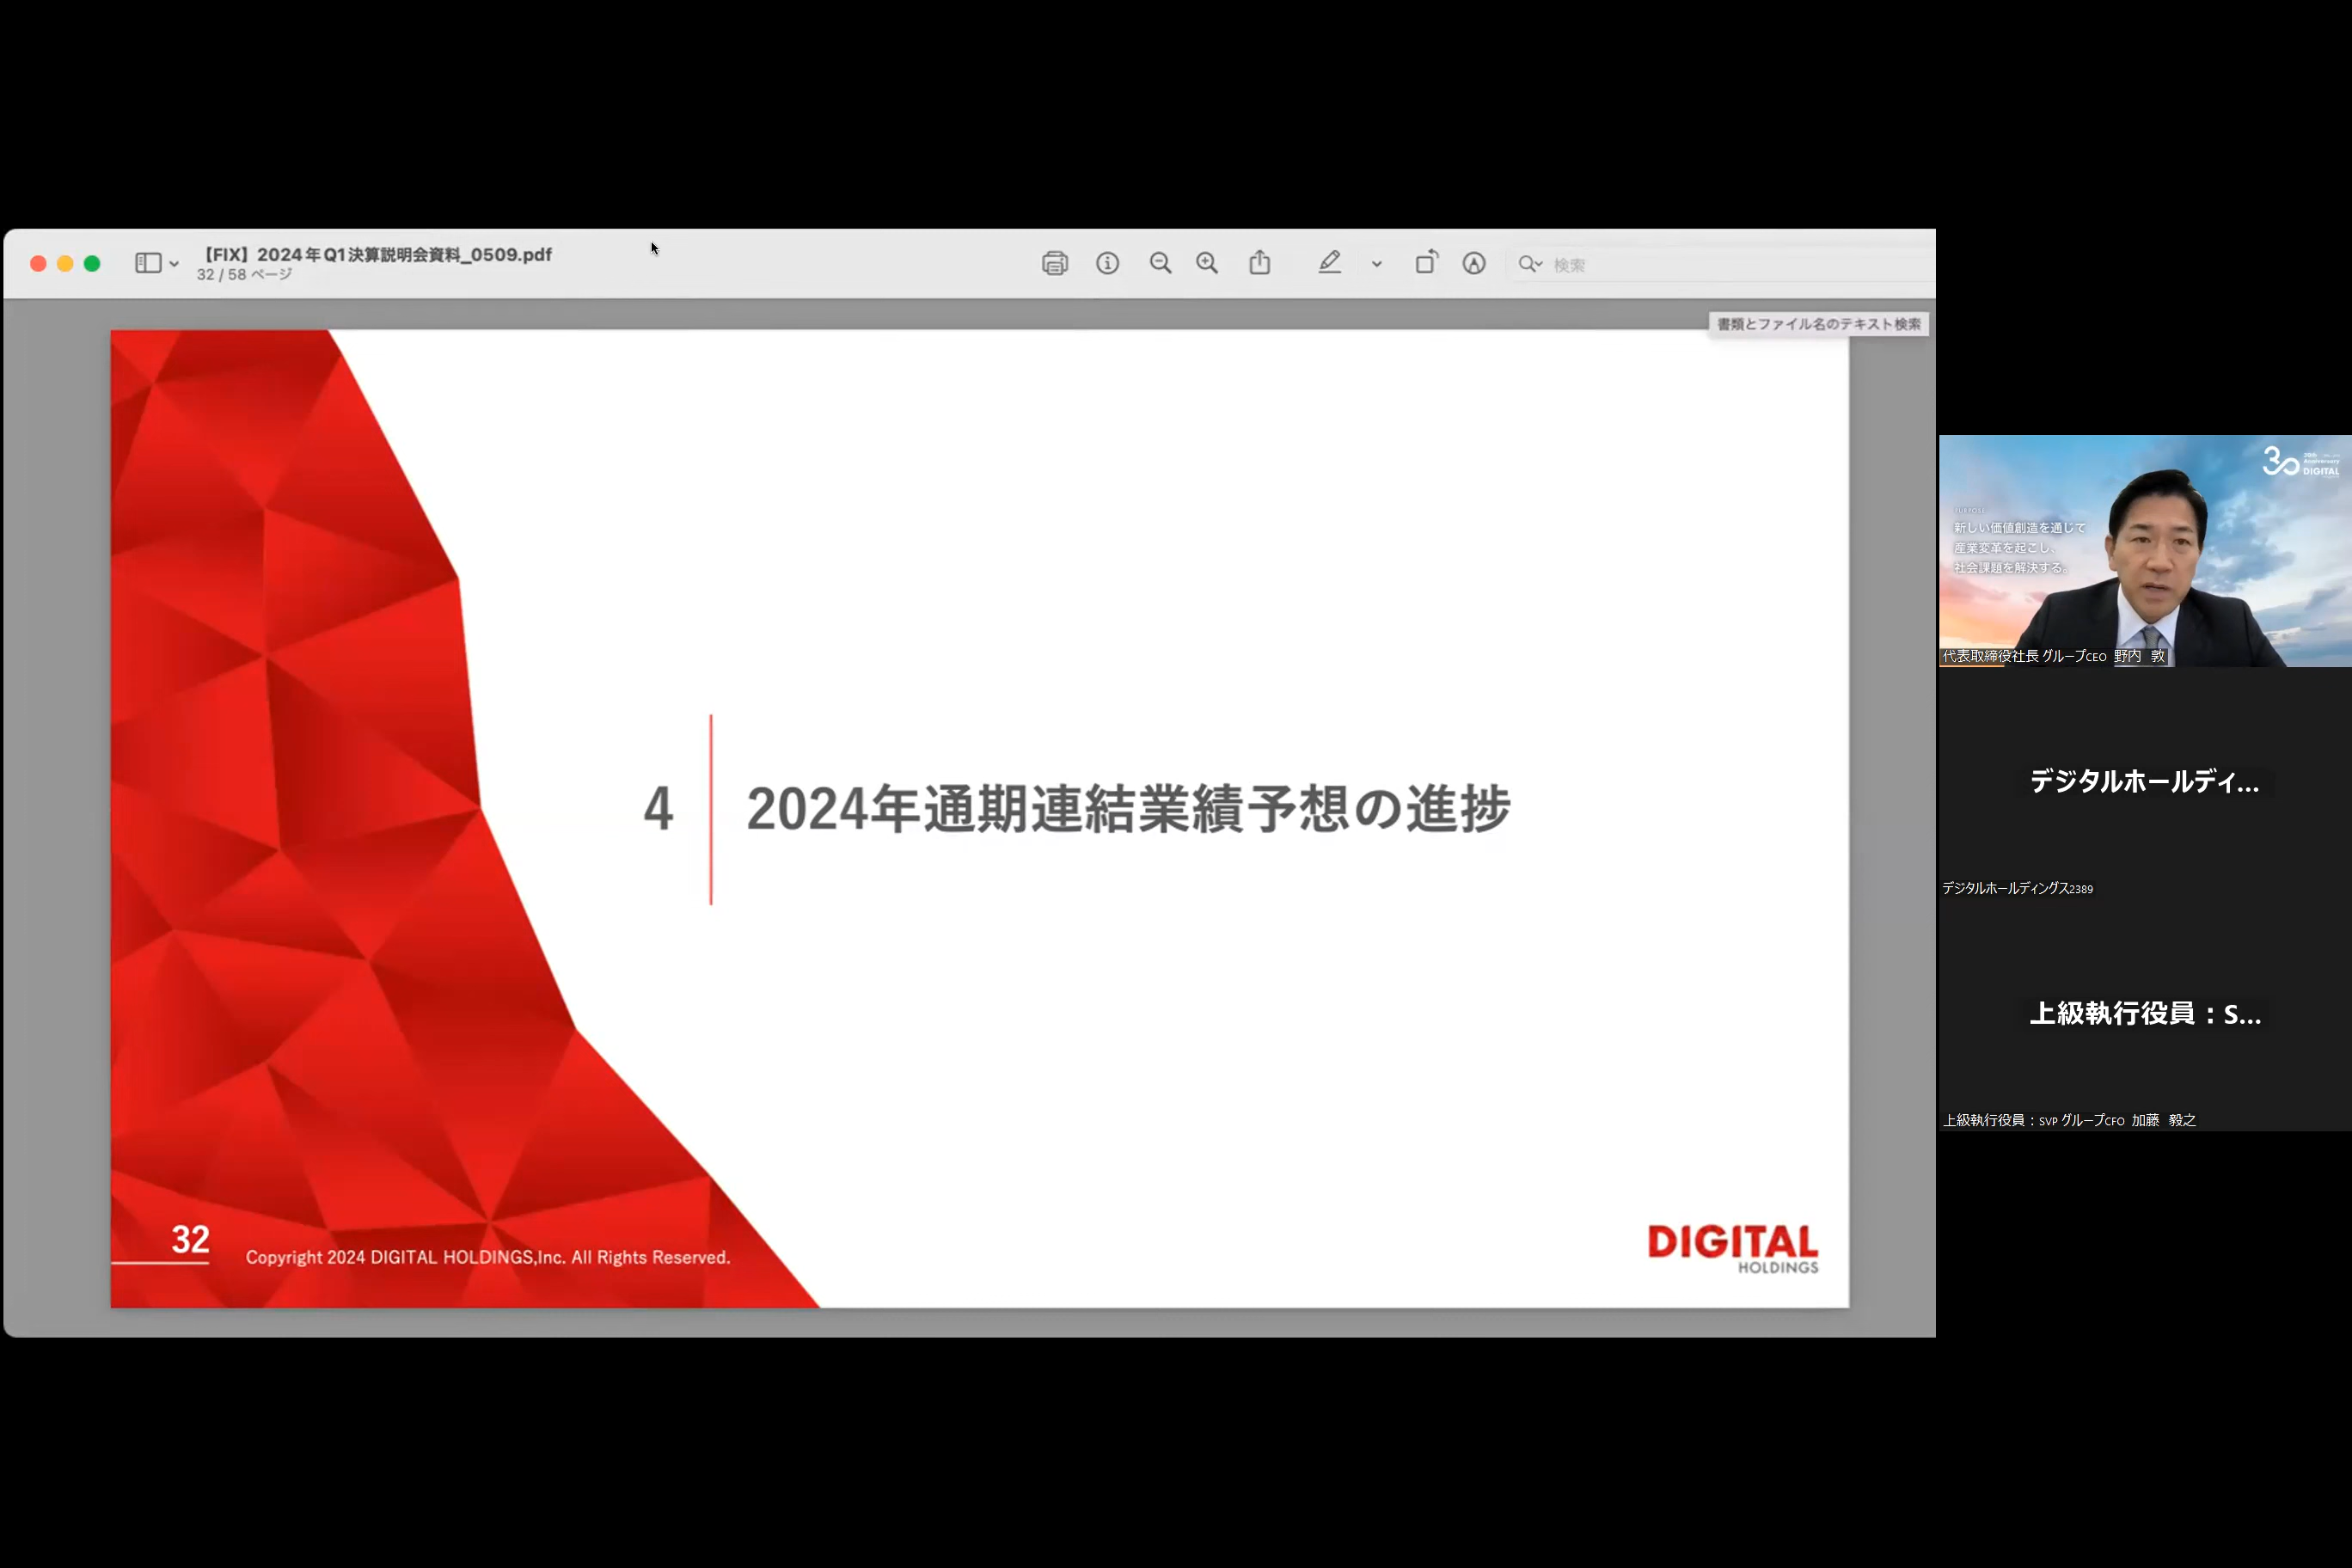 【FIX】2024年Q1決算説明会資料_0509.pdf
32 / 58 ページ
検索
書類とファイル名のテキスト検索
4
2024年通期連結業績予想の進捗
32
Copyright 2024 DIGITAL HOLDINGS,Inc. All Rights Reserved.
DIGITAL
HOLDINGS
30
DIGITAL
新しい価値創造を通じて
産業変革を起こし、
社会課題を解決する。
代表取締役社長 グループCEO 野内 敦
デジタルホールディ...
デジタルホールディングス2389
上級執行役員：S...
上級執行役員：SVP グループCFO 加藤 毅之